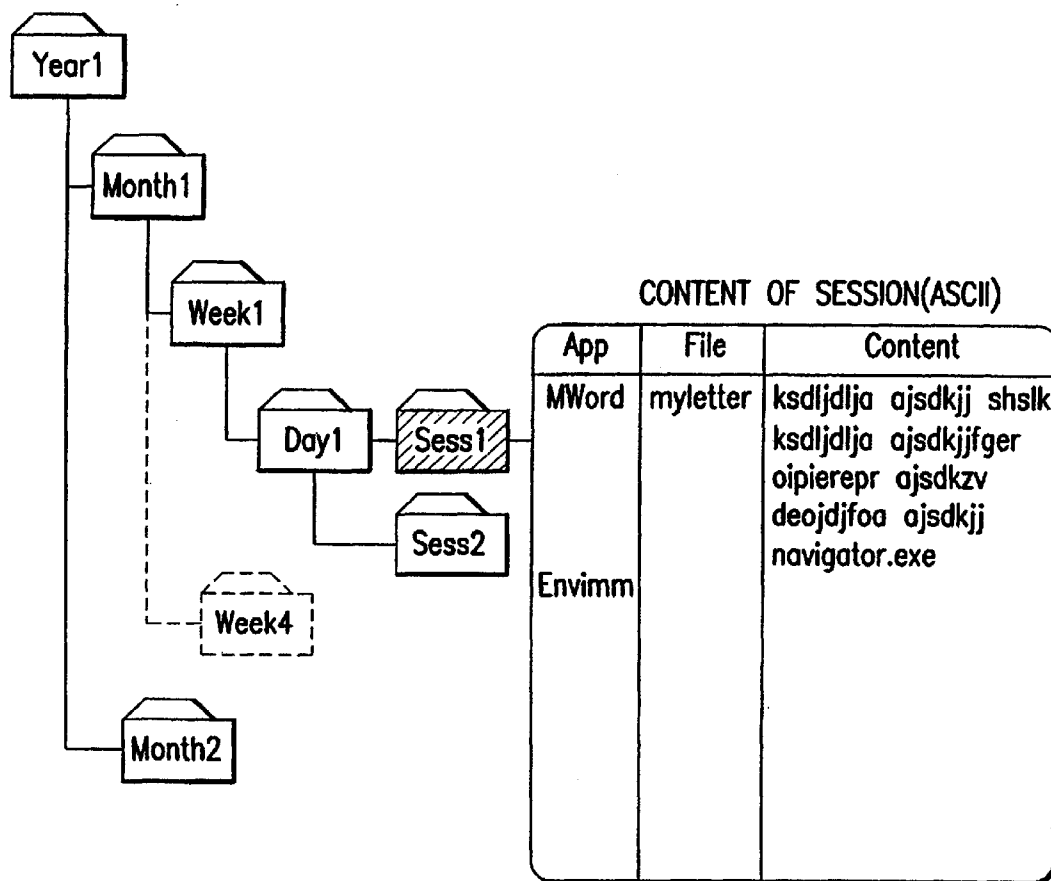 Year1
Month1
Week1
CONTENT OF SESSION(ASCII)
App File Content
Day1 Sess1 MWord myletter ksdljdlja ajsdkjj shslk
ksdljdlja ajsdkjjfger
oipierepr ajsdkzv
Sess2 deojdjfoa ajsdkjj
navigator.exe
Envimm
Week4
Month2